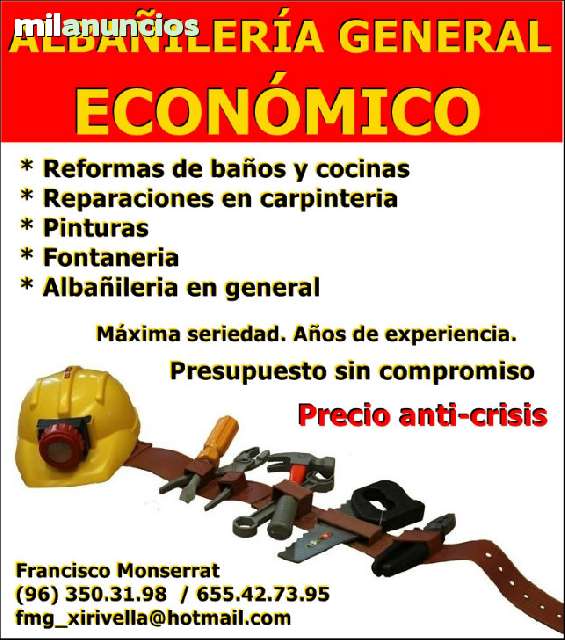 milanuncios
ALBAÑILERÍA GENERAL
ECONÓMICO
* Reformas de baños y cocinas
* Reparaciones en carpinteria
* Pinturas
* Fontaneria
* Albañileria en general
Máxima seriedad. Años de experiencia.
Presupuesto sin compromiso
Precio anti-crisis
Francisco Monserrat
(96) 350.31.98 / 655.42.73.95
fmg_xirivella@hotmail.com